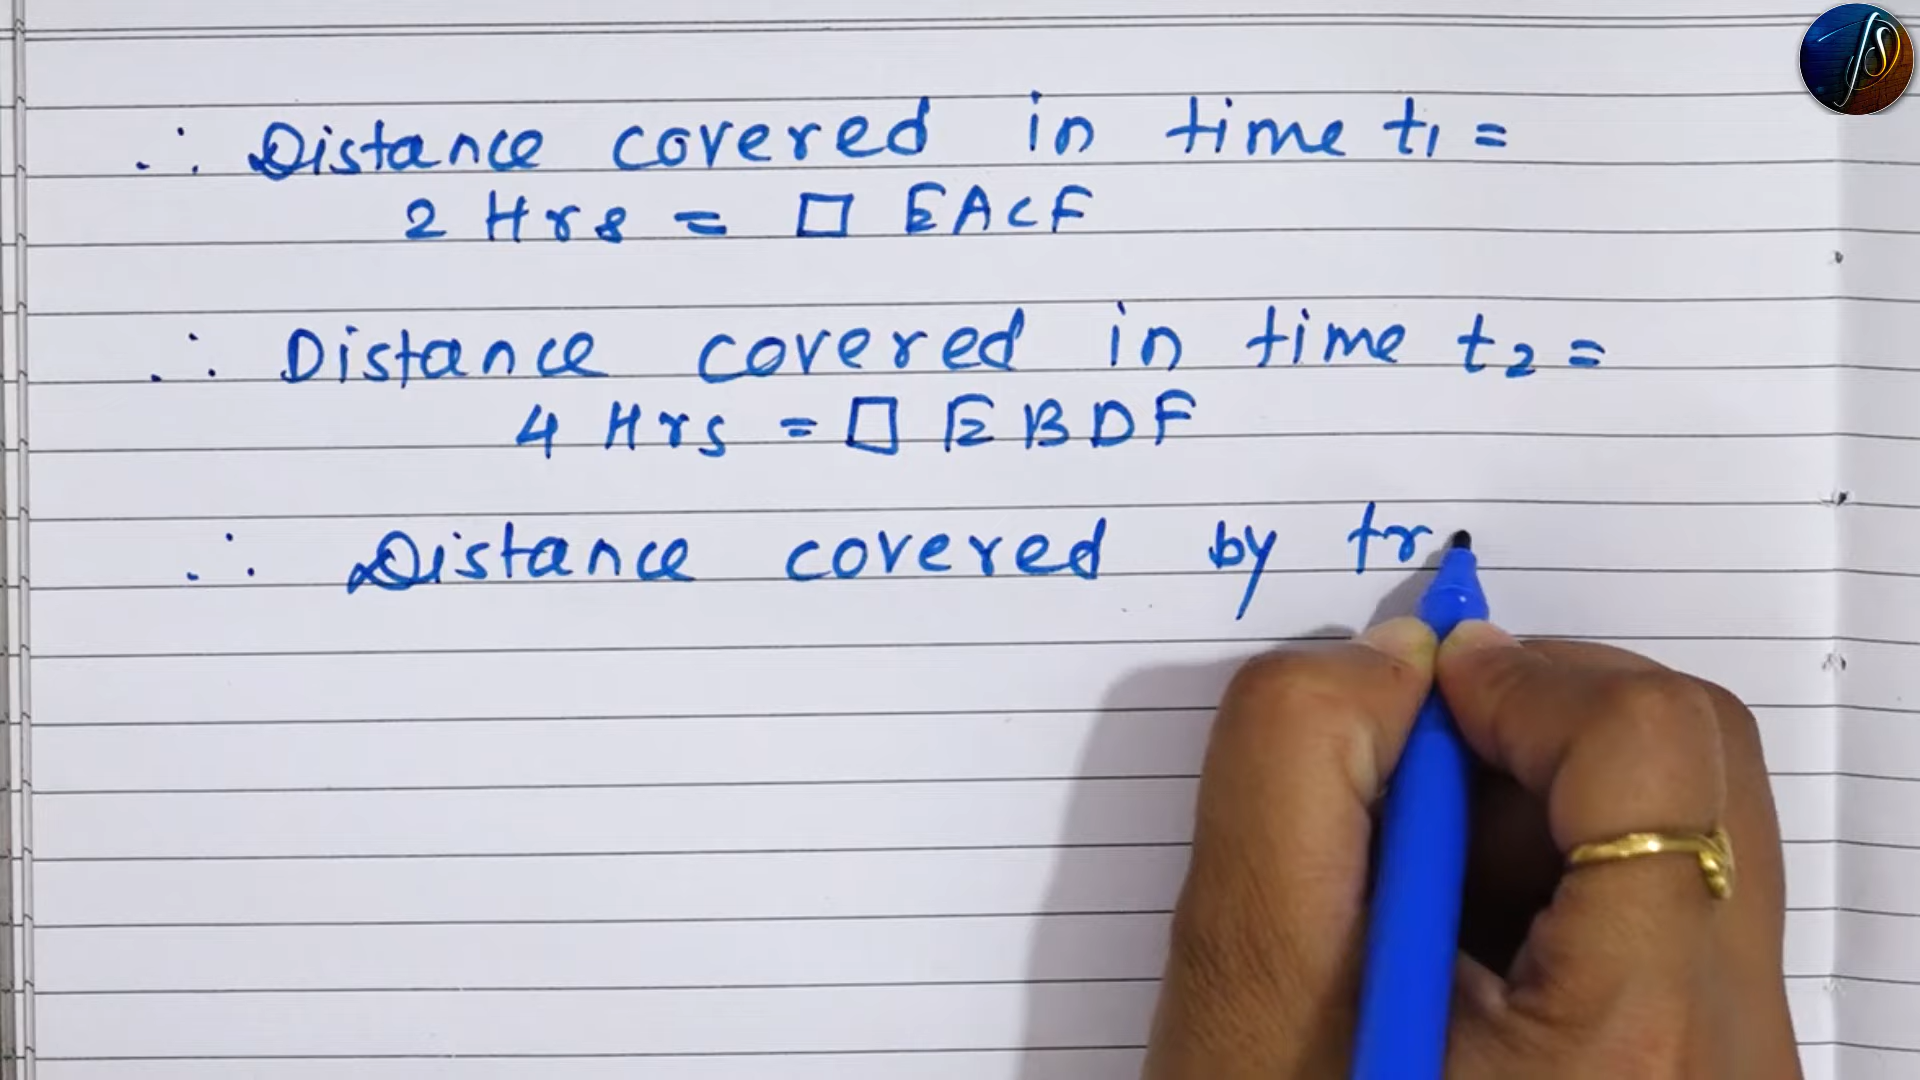 ∴ Distance covered in time t1 =
2 Hrs = □ EACF
∴ Distance covered in time t2 =
4 Hrs = □ EBDF
∴ Distance covered by tr